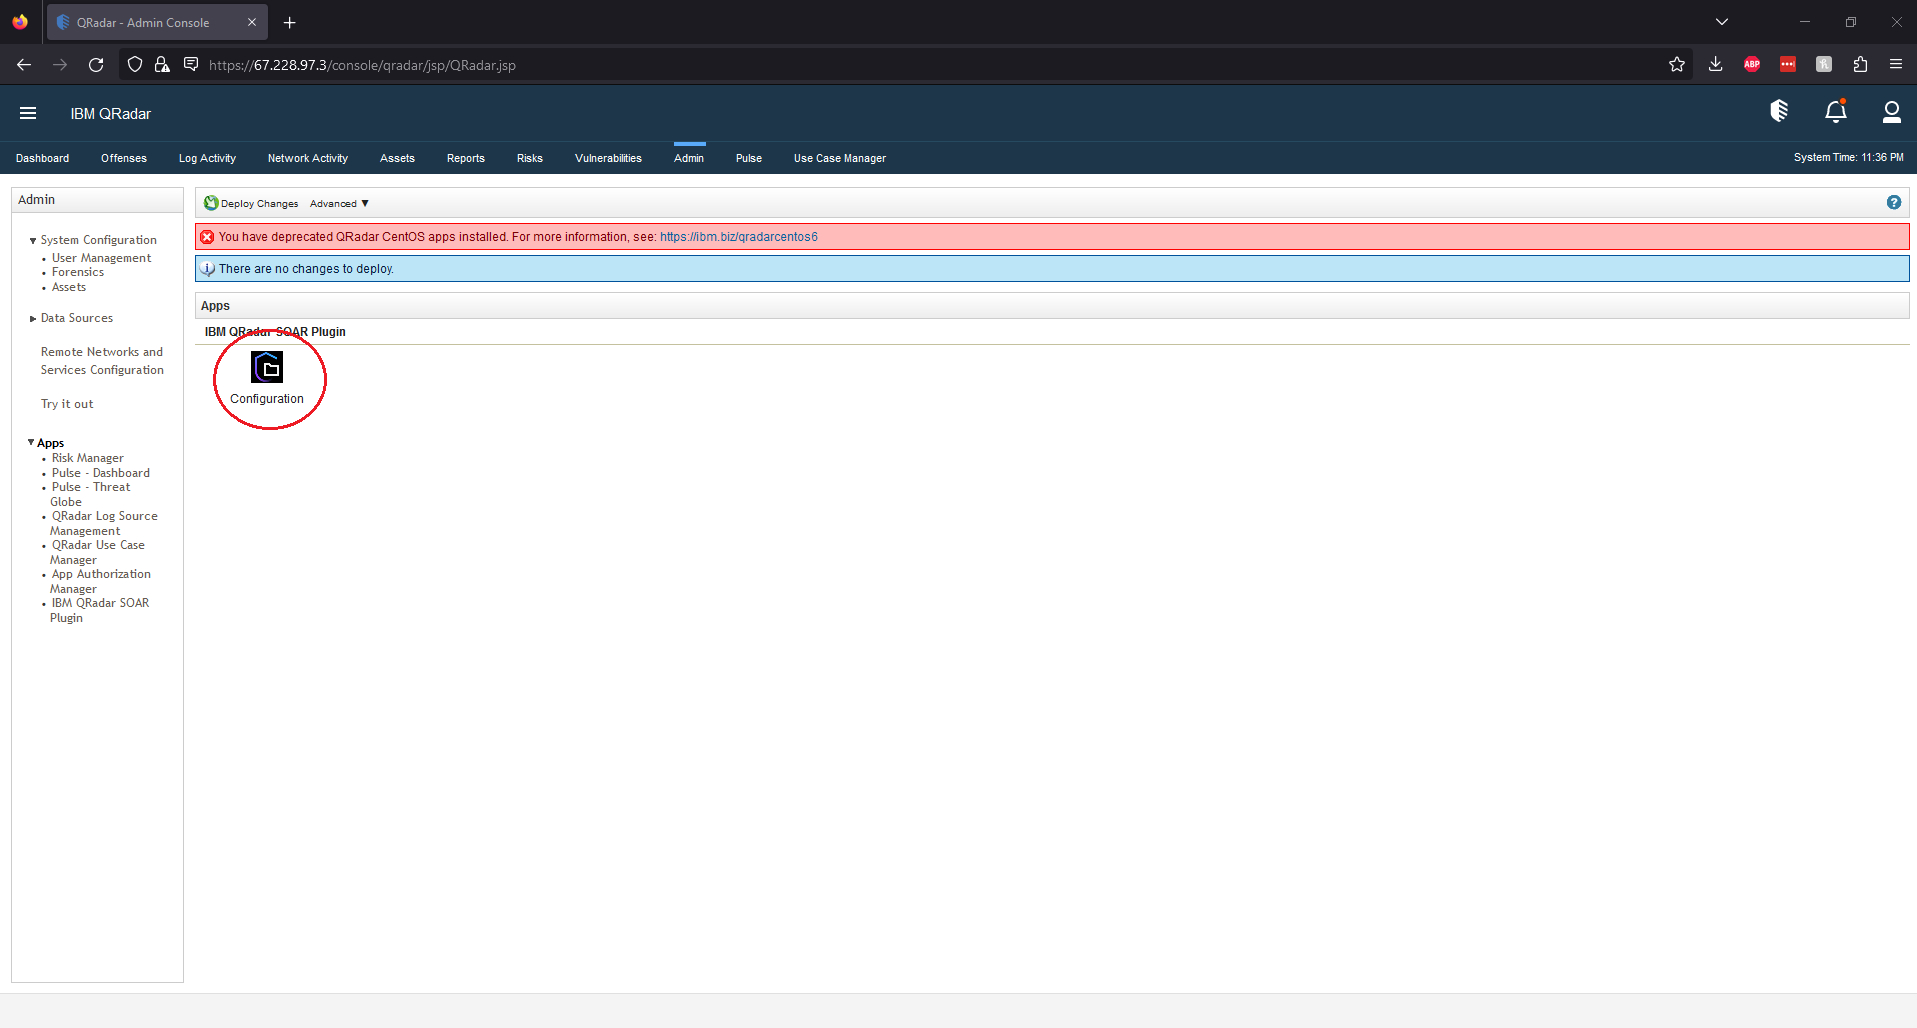 QRadar - Admin Console
https://67.228.97.3/console/qradar/jsp/QRadar.jsp
ABP
IBM QRadar
Dashboard Offenses Log Activity Network Activity Assets Reports Risks Vulnerabilities Admin Pulse Use Case Manager System Time: 11:36 PM
Admin
System Configuration
User Management
Forensics
Assets
Data Sources
Remote Networks and
Services Configuration
Try it out
Apps
Risk Manager
Pulse - Dashboard
Pulse - Threat
Globe
QRadar Log Source
Management
QRadar Use Case
Manager
App Authorization
Manager
IBM QRadar SOAR
Plugin
Deploy Changes Advanced ▼
?
You have deprecated QRadar CentOS apps installed. For more information, see: https://ibm.biz/qradarcentos6
There are no changes to deploy.
Apps
IBM QRadar SOAR Plugin
Configuration